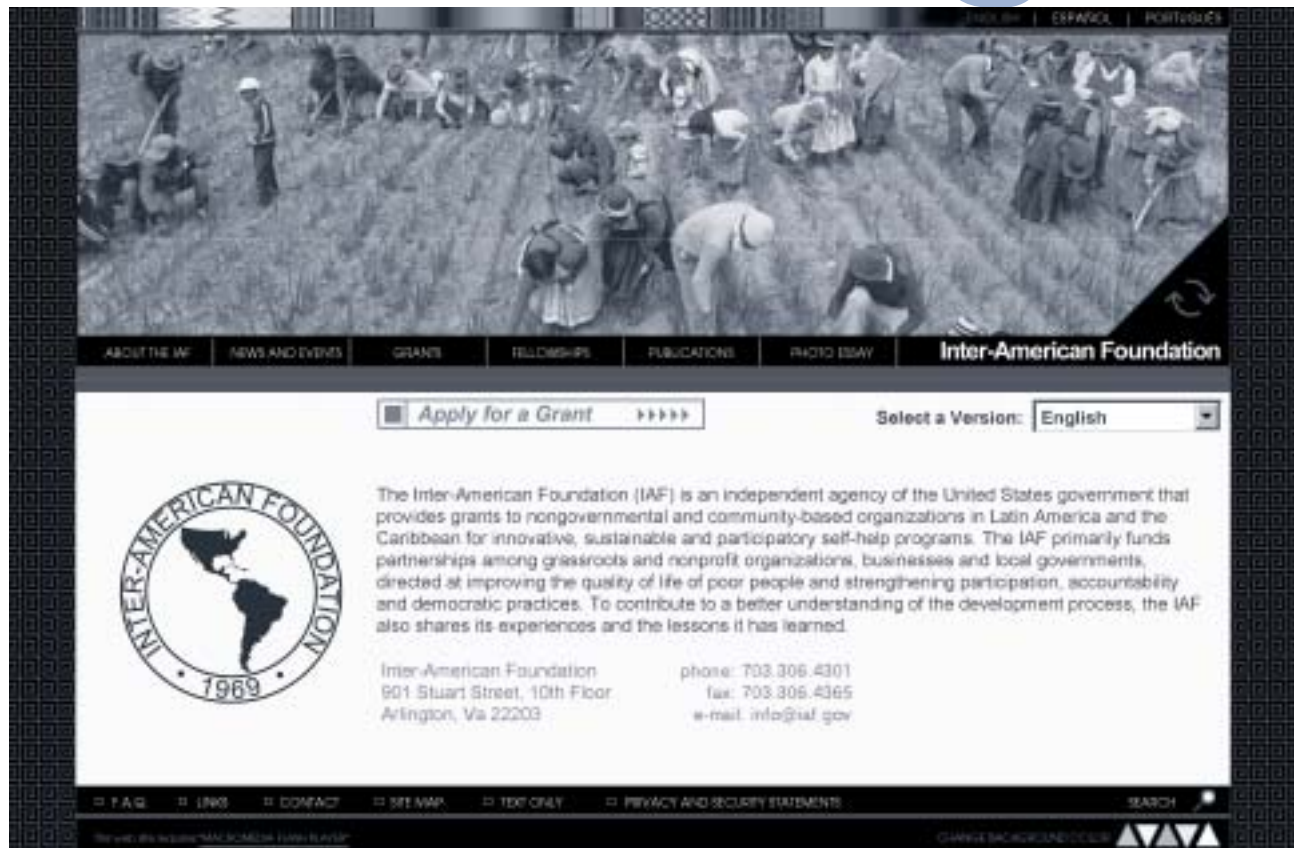 ENGLISH | ESPAÑOL | PORTUGUÊS
ABOUT THE IAF | NEWS AND EVENTS | GRANTS | FELLOWSHIPS | PUBLICATIONS | PHOTO ESSAY
Inter-American Foundation
Apply for a Grant
Select a Version: English
INTER-AMERICAN FOUNDATION
• 1969 •
The Inter-American Foundation (IAF) is an independent agency of the United States government that
provides grants to nongovernmental and community-based organizations in Latin America and the
Caribbean for innovative, sustainable and participatory self-help programs. The IAF primarily funds
partnerships among grassroots and nonprofit organizations, businesses and local governments,
directed at improving the quality of life of poor people and strengthening participation, accountability
and democratic practices. To contribute to a better understanding of the development process, the IAF
also shares its experiences and the lessons it has learned.
Inter-American Foundation
901 Stuart Street, 10th Floor
Arlington, Va 22203
phone: 703.306.4301
fax: 703.306.4365
e-mail: info@iaf.gov
F.A.Q. LINKS CONTACT SITE MAP TEXT ONLY PRIVACY AND SECURITY STATEMENTS SEARCH
This web site requires "MACROMEDIA FLASH PLAYER" CHANGE BACKGROUND COLOR